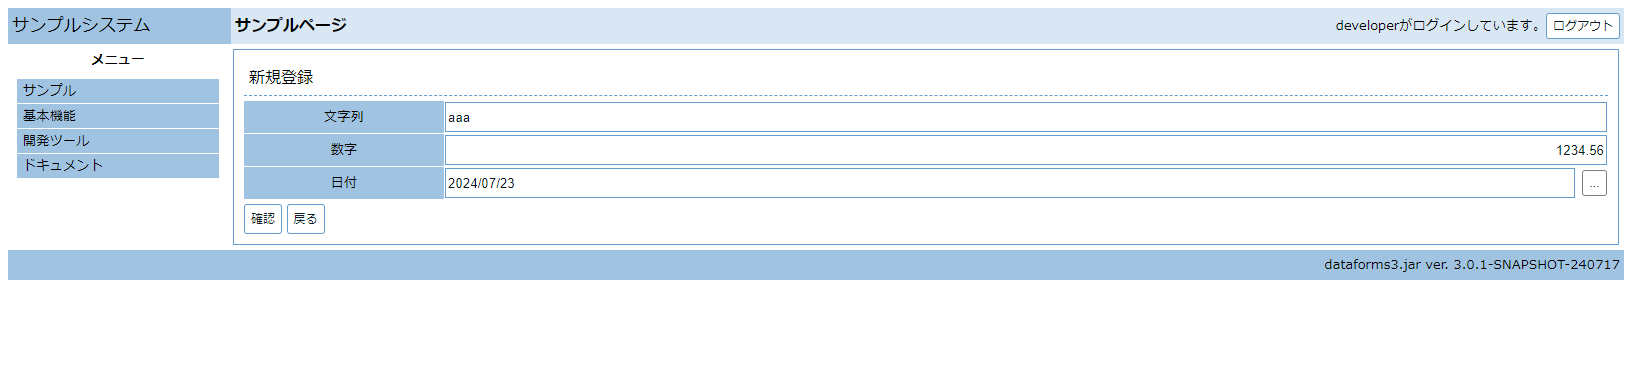 サンプルシステム
サンプルページ
developerがログインしています。 ログアウト
メニュー
サンプル
基本機能
開発ツール
ドキュメント
新規登録
文字列 aaa
数字 1234.56
日付 2024/07/23 ...
確認 戻る
dataforms3.jar ver. 3.0.1-SNAPSHOT-240717